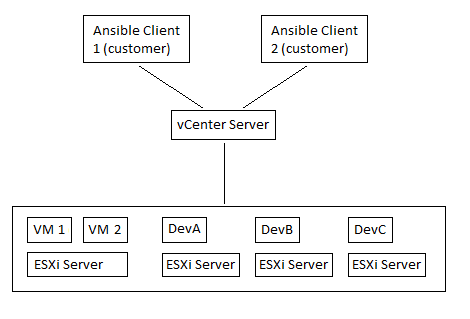 Ansible Client
1 (customer)
Ansible Client
2 (customer)
vCenter Server
VM 1
VM 2
DevA
DevB
DevC
ESXi Server
ESXi Server
ESXi Server
ESXi Server